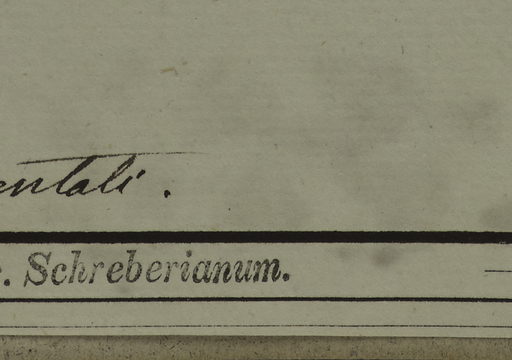 entali.
. Schreberianum.